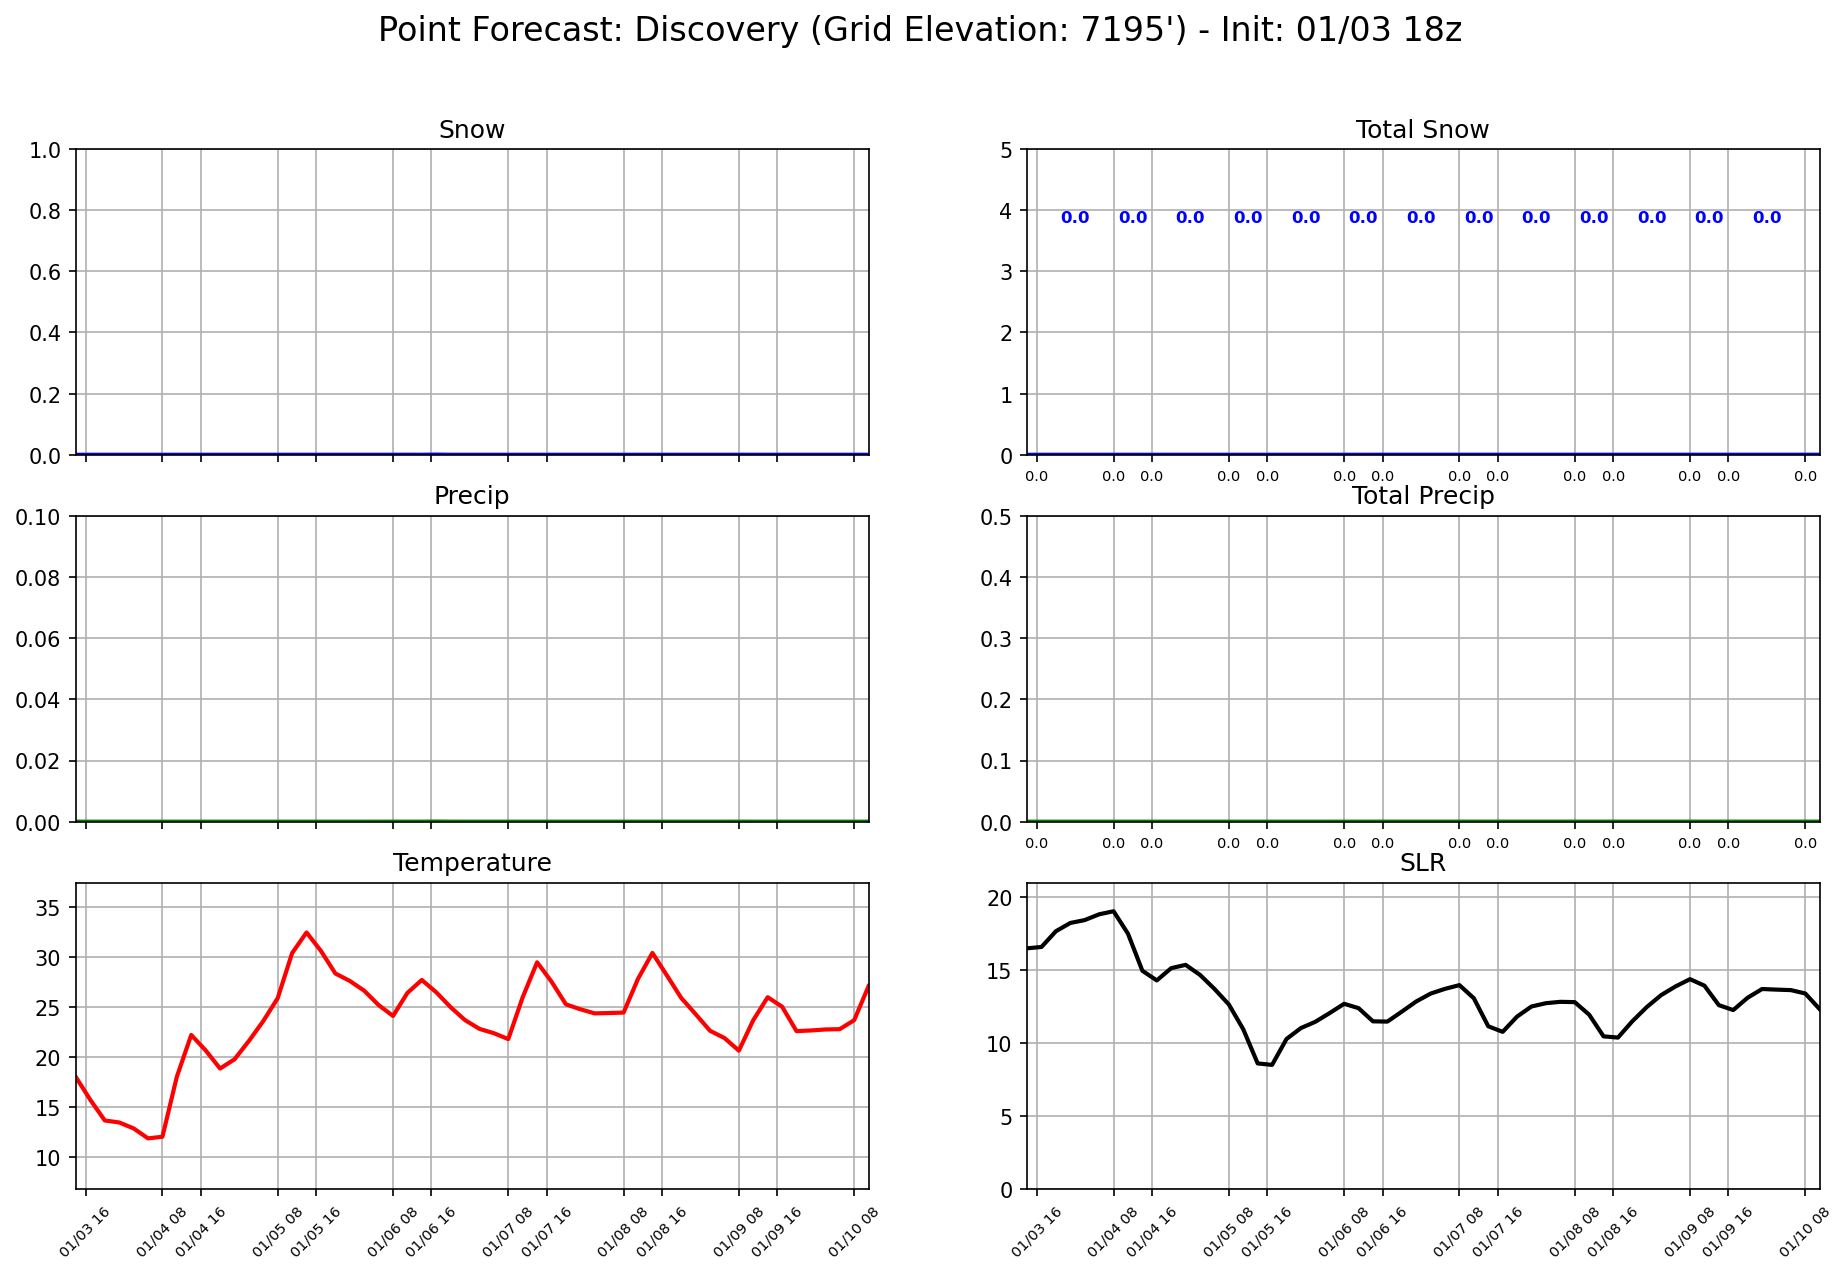 Point Forecast: Discovery (Grid Elevation: 7195') - Init: 01/03 18z
Snow
1.0
0.8
0.6
0.4
0.2
0.0
Total Snow
5
4
3
2
1
0
0.0 0.0 0.0 0.0 0.0 0.0 0.0 0.0 0.0 0.0 0.0 0.0 0.0
0.0 0.0 0.0 0.0 0.0 0.0 0.0 0.0 0.0 0.0 0.0 0.0 0.0 0.0
Precip
0.10
0.08
0.06
0.04
0.02
0.00
Total Precip
0.5
0.4
0.3
0.2
0.1
0.0
0.0 0.0 0.0 0.0 0.0 0.0 0.0 0.0 0.0 0.0 0.0 0.0 0.0 0.0
Temperature
35
30
25
20
15
10
01/03 16 01/04 08 01/04 16 01/05 08 01/05 16 01/06 08 01/06 16 01/07 08 01/07 16 01/08 08 01/08 16 01/09 08 01/09 16 01/10 08
SLR
20
15
10
5
0
01/03 16 01/04 08 01/04 16 01/05 08 01/05 16 01/06 08 01/06 16 01/07 08 01/07 16 01/08 08 01/08 16 01/09 08 01/09 16 01/10 08